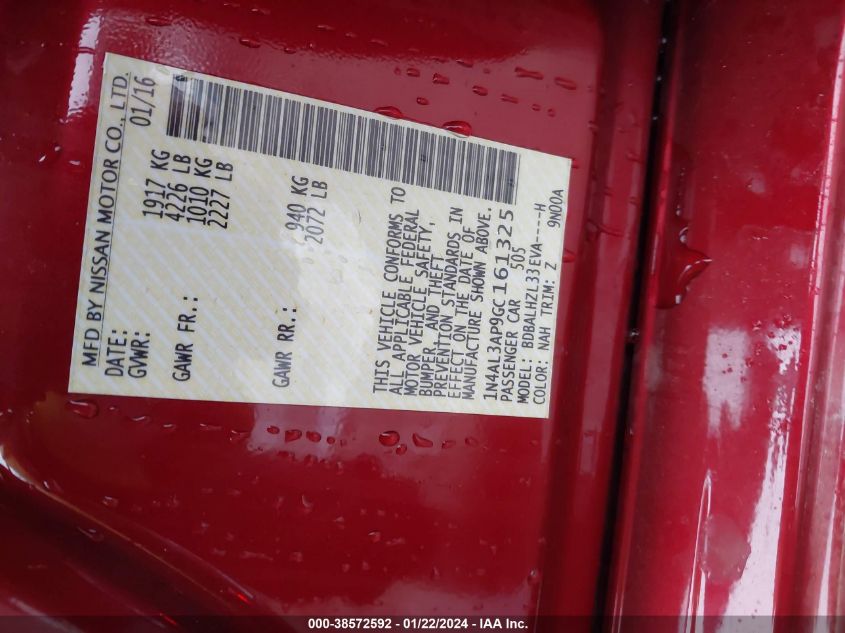 MFD BY NISSAN MOTOR CO., LTD.
DATE: 01/16
GVWR: 1917 KG
4226 LB
GAWR FR.: 1010 KG
2227 LB
GAWR RR.: 940 KG
2072 LB
THIS VEHICLE CONFORMS TO
ALL APPLICABLE FEDERAL
MOTOR VEHICLE SAFETY,
BUMPER, AND THEFT
PREVENTION STANDARDS IN
EFFECT ON THE DATE OF
MANUFACTURE SHOWN ABOVE.
1N4AL3AP9GC161325
PASSENGER CAR 505
MODEL: BDBALHZL33EVA----H
COLOR: NAH TRIM: Z 9N00A
000-38572592 - 01/22/2024 - IAA Inc.